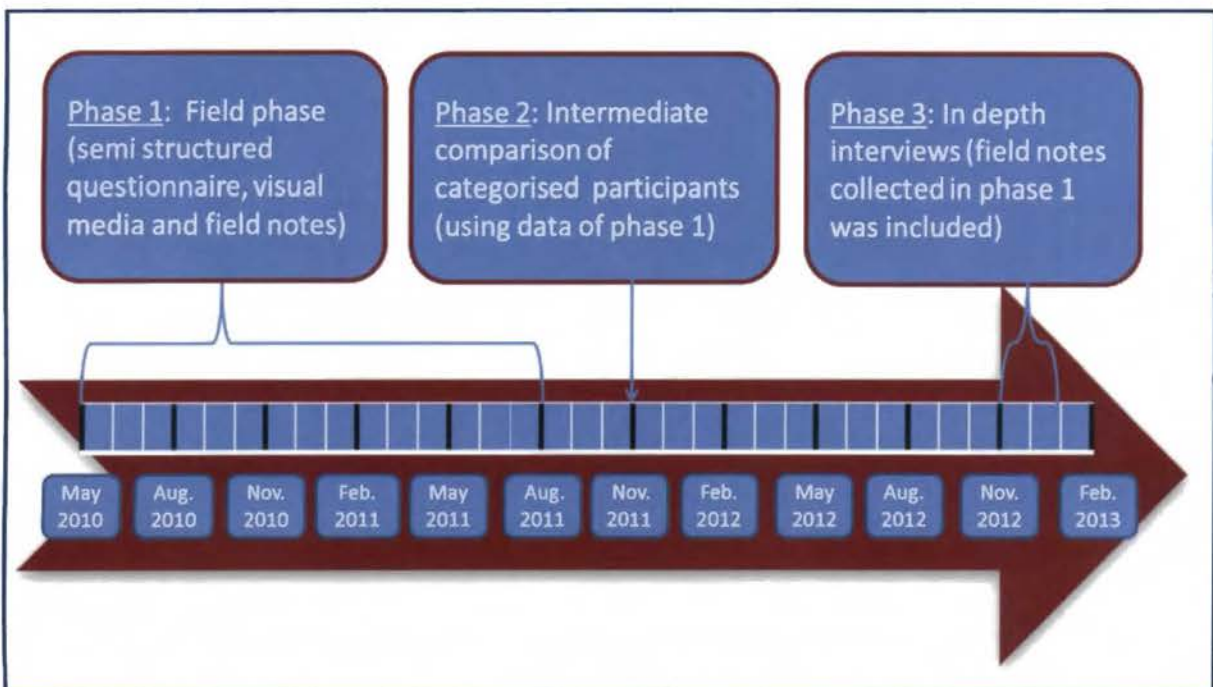 Phase 1: Field phase
(semi structured
questionnaire, visual
media and field notes)
Phase 2: Intermediate
comparison of
categorised participants
(using data of phase 1)
Phase 3: In depth
interviews (field notes
collected in phase 1
was included)
May
2010
Aug.
2010
Nov.
2010
Feb.
2011
May
2011
Aug.
2011
Nov.
2011
Feb.
2012
May
2012
Aug.
2012
Nov.
2012
Feb.
2013